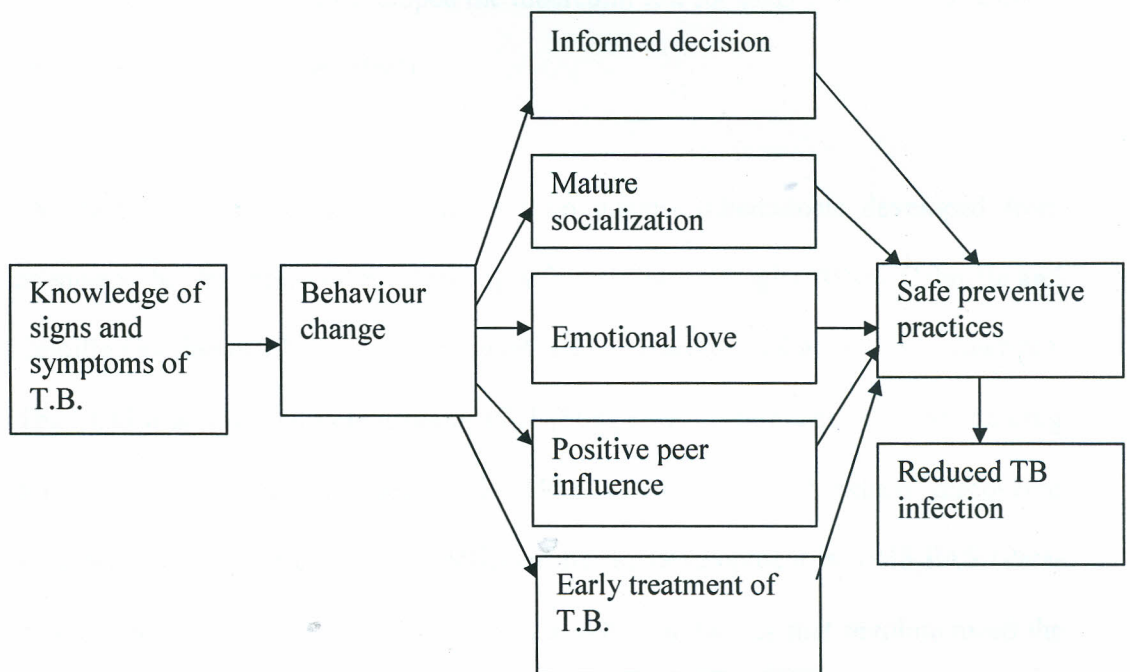 Informed decision
Mature
socialization
Knowledge of
signs and
symptoms of
T.B.
Behaviour
change
Emotional love
Safe preventive
practices
Positive peer
influence
Reduced TB
infection
Early treatment of
T.B.